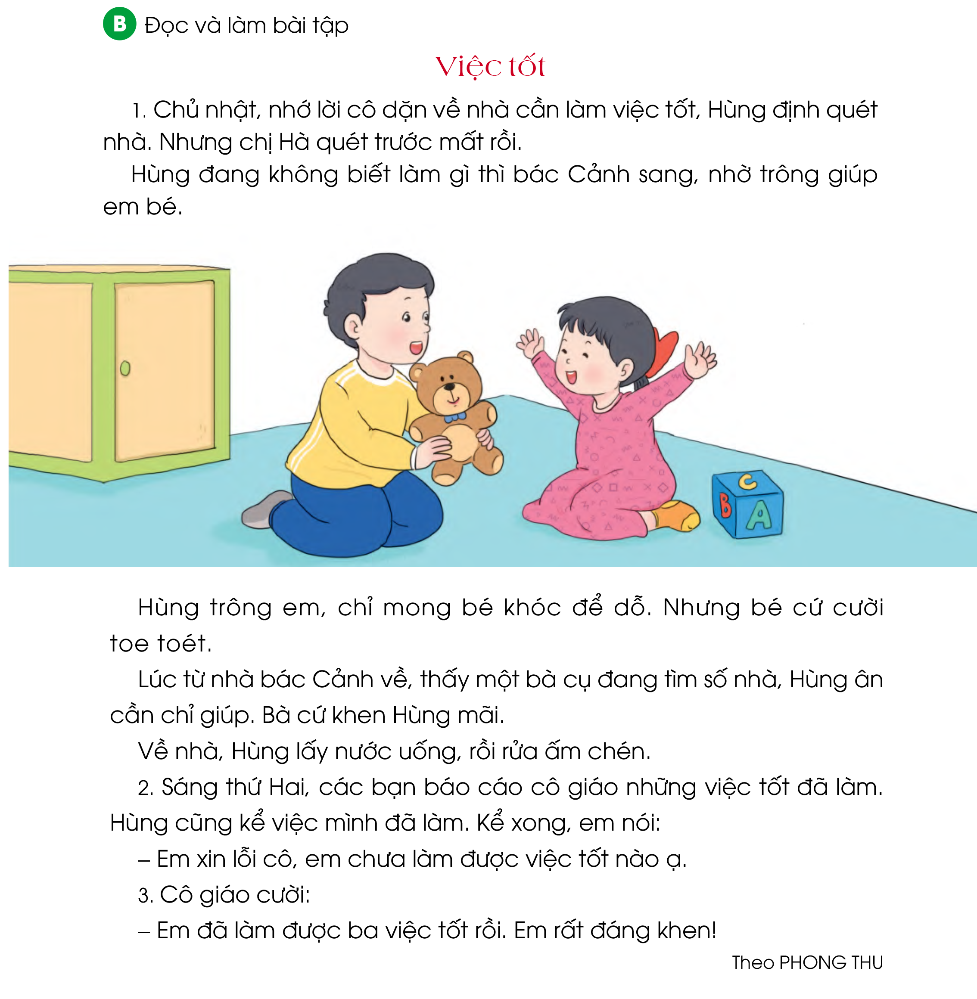 B Đọc và làm bài tập
Việc tốt
1. Chủ nhật, nhớ lời cô dặn về nhà cần làm việc tốt, Hùng định quét
nhà. Nhưng chị Hà quét trước mất rồi.
Hùng đang không biết làm gì thì bác Cảnh sang, nhờ trông giúp
em bé.
C
B A
Hùng trông em, chỉ mong bé khóc để dỗ. Nhưng bé cứ cười
toe toét.
Lúc từ nhà bác Cảnh về, thấy một bà cụ đang tìm số nhà, Hùng ân
cần chỉ giúp. Bà cứ khen Hùng mãi.
Về nhà, Hùng lấy nước uống, rồi rửa ấm chén.
2. Sáng thứ Hai, các bạn báo cáo cô giáo những việc tốt đã làm.
Hùng cũng kể việc mình đã làm. Kể xong, em nói:
– Em xin lỗi cô, em chưa làm được việc tốt nào ạ.
3. Cô giáo cười:
– Em đã làm được ba việc tốt rồi. Em rất đáng khen!
Theo PHONG THU